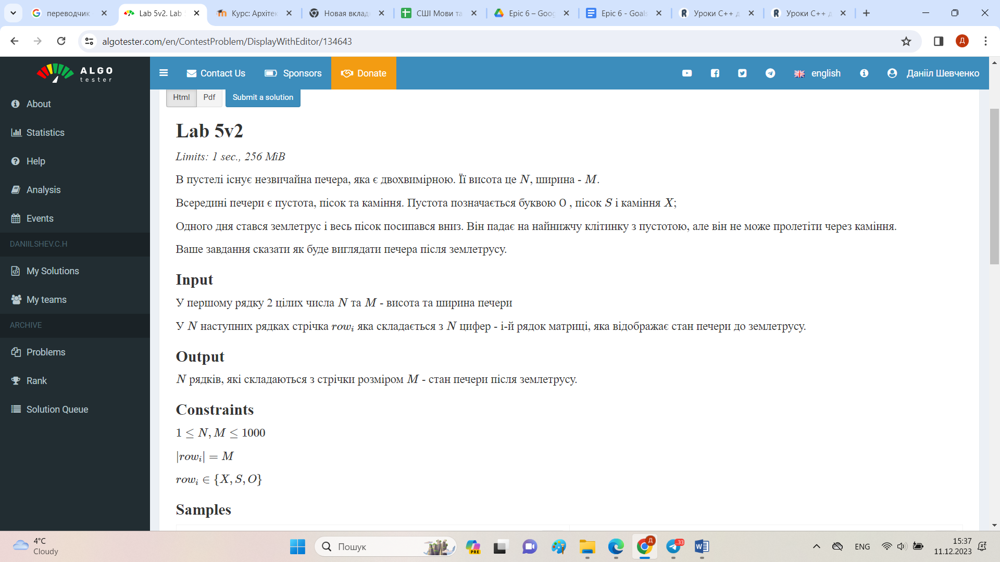 переводчик
Lab 5v2. Lab
Курс: Архітек
Новая вклад
СШІ Мови та
Epic 6 – Goog
Epic 6 - Goals
Уроки C++ д
Уроки C++ д
algotester.com/en/ContestProblem/DisplayWithEditor/134643
Д
ALGO
tester
Contact Us
Sponsors
Donate
english
Данііл Шевченко
About
Statistics
Help
Analysis
Events
DANIILSHEV.C.H
My Solutions
My teams
ARCHIVE
Problems
Rank
Solution Queue
Html
Pdf
Submit a solution
Lab 5v2
Limits: 1 sec., 256 MiB
В пустелі існує незвичайна печера, яка є двохвимірною. Її висота це N, ширина - M.
Всередині печери є пустота, пісок та каміння. Пустота позначається буквою O , пісок S і каміння X;
Одного дня стався землетрус і весь пісок посипався вниз. Він падає на найнижчу клітинку з пустотою, але він не може пролетіти через каміння.
Ваше завдання сказати як буде виглядати печера після землетрусу.
Input
У першому рядку 2 цілих числа N та M - висота та ширина печери
У N наступних рядках стрічка row_i яка складається з N цифер - i-й рядок матриці, яка відображає стан печери до землетрусу.
Output
N рядків, які складаються з стрічки розміром M - стан печери після землетрусу.
Constraints
1 ≤ N, M ≤ 1000
|row_i| = M
row_i ∈ {X, S, O}
Samples
4°C
Cloudy
Пошук
PRE
Д
33
ENG
15:37
11.12.2023